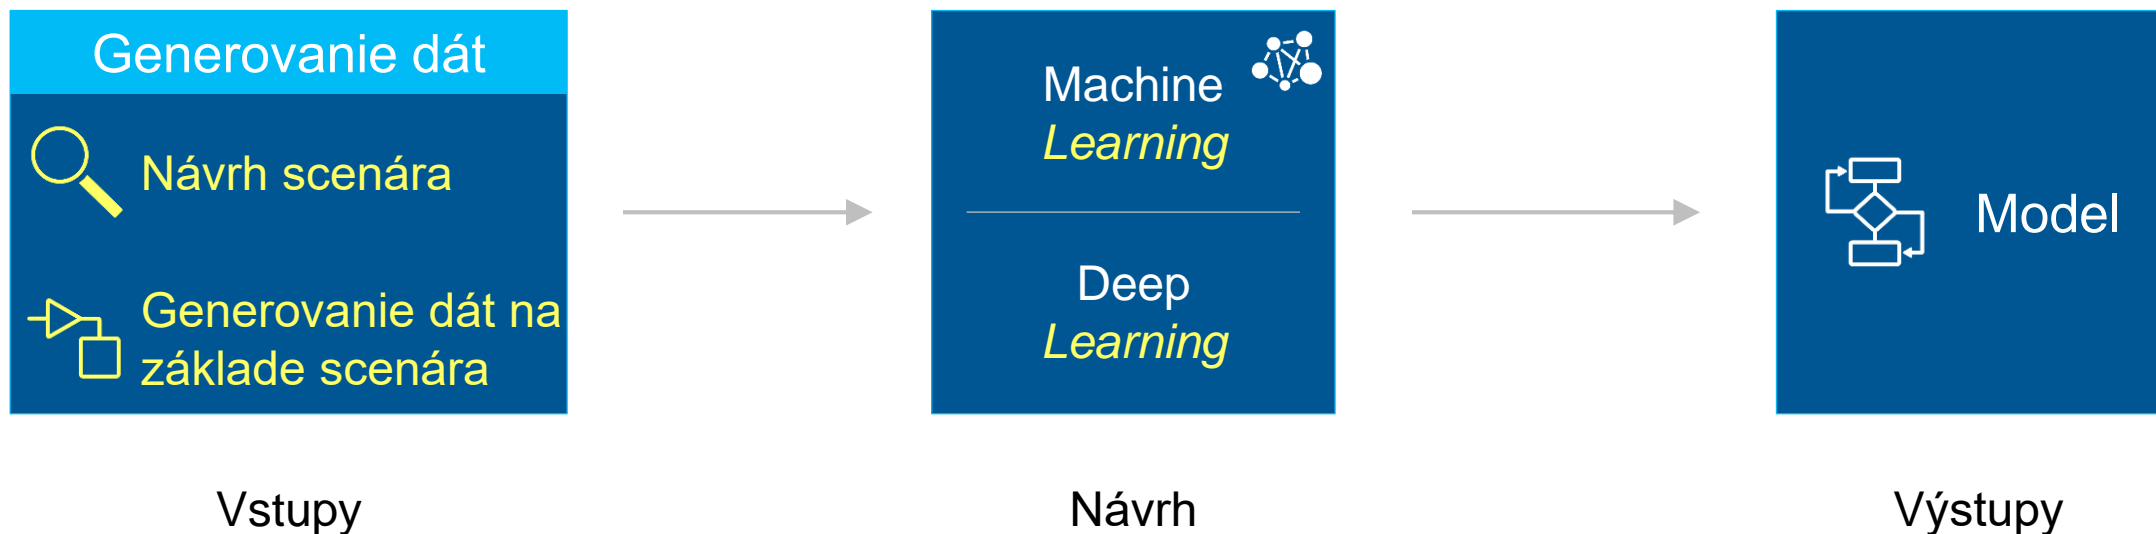 Generovanie dát
Návrh scenára
Generovanie dát na
základe scenára
Machine
Learning
Deep
Learning
Model
Vstupy
Návrh
Výstupy